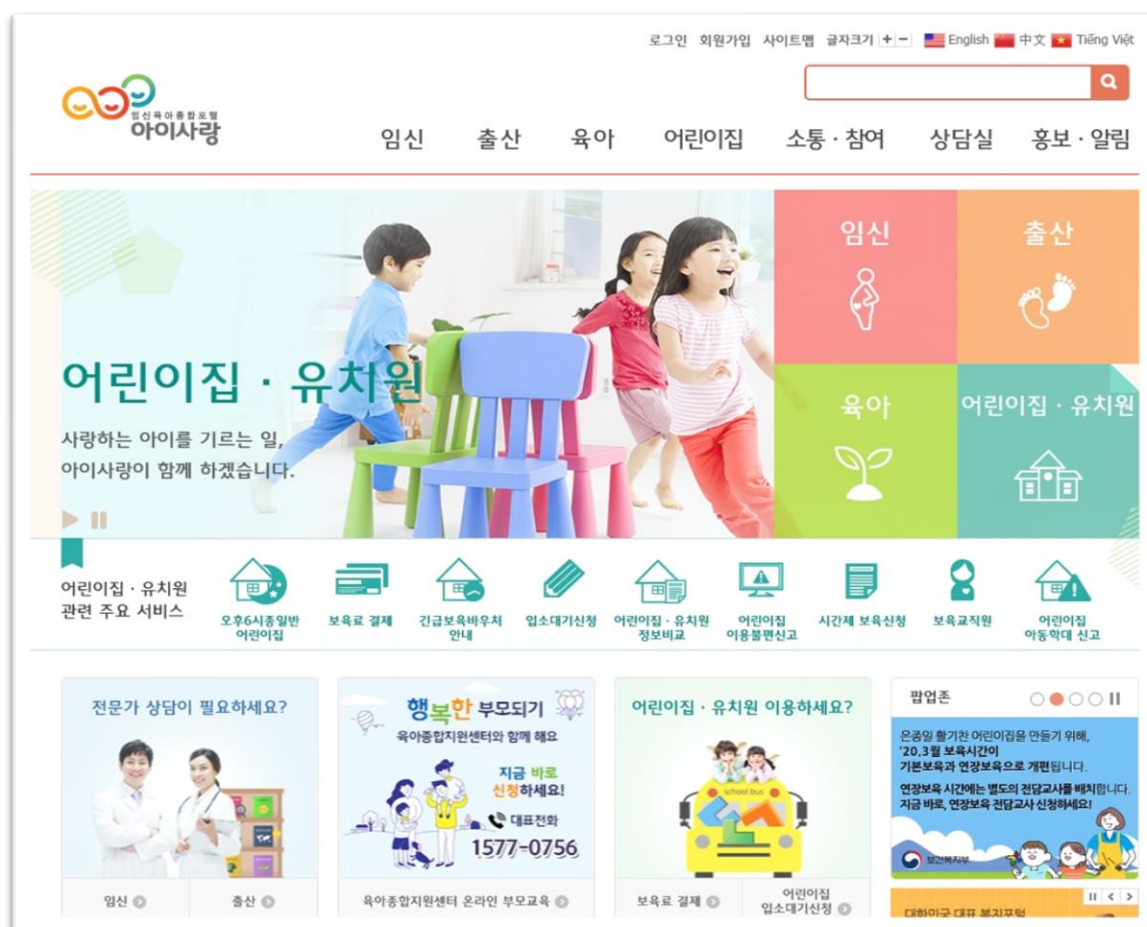 로그인 회원가입 사이트맵 글자크기 + - English 中文 Tiếng Việt
임신육아종합포털
아이사랑
임신 출산 육아 어린이집 소통 · 참여 상담실 홍보 · 알림
어린이집 · 유치원
사랑하는 아이를 기르는 일,
아이사랑이 함께 하겠습니다.
임신
출산
육아
어린이집 · 유치원
어린이집 · 유치원
관련 주요 서비스
오후6시종일반
어린이집
보육료 결제
긴급보육바우처
안내
입소대기신청
어린이집 · 유치원
정보비교
어린이집
이용불편신고
시간제 보육신청
보육교직원
어린이집
아동학대 신고
전문가 상담이 필요하세요?
임신
출산
행복한 부모되기
육아종합지원센터와 함께 해요
지금 바로
신청하세요!
대표전화
1577-0756
육아종합지원센터 온라인 부모교육
어린이집 · 유치원 이용하세요?
school bus
보육료 결제
어린이집
입소대기신청
팝업존
온종일 활기찬 어린이집을 만들기 위해,
'20.3월 보육시간이
기본보육과 연장보육으로 개편됩니다.
연장보육 시간에는 별도의 전담교사를 배치합니다.
지금 바로, 연장보육 전담교사 신청하세요!
보건복지부
대한민국 대표 복지포털